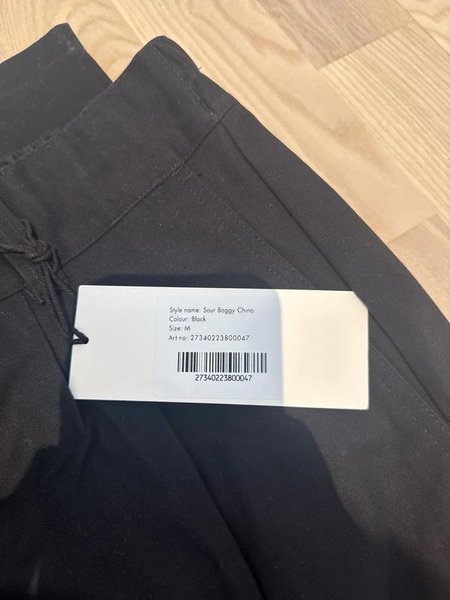 Style name: Sour Baggy Chino
Colour: Black
Size: M
Art no: 27340223800047
27340223800047